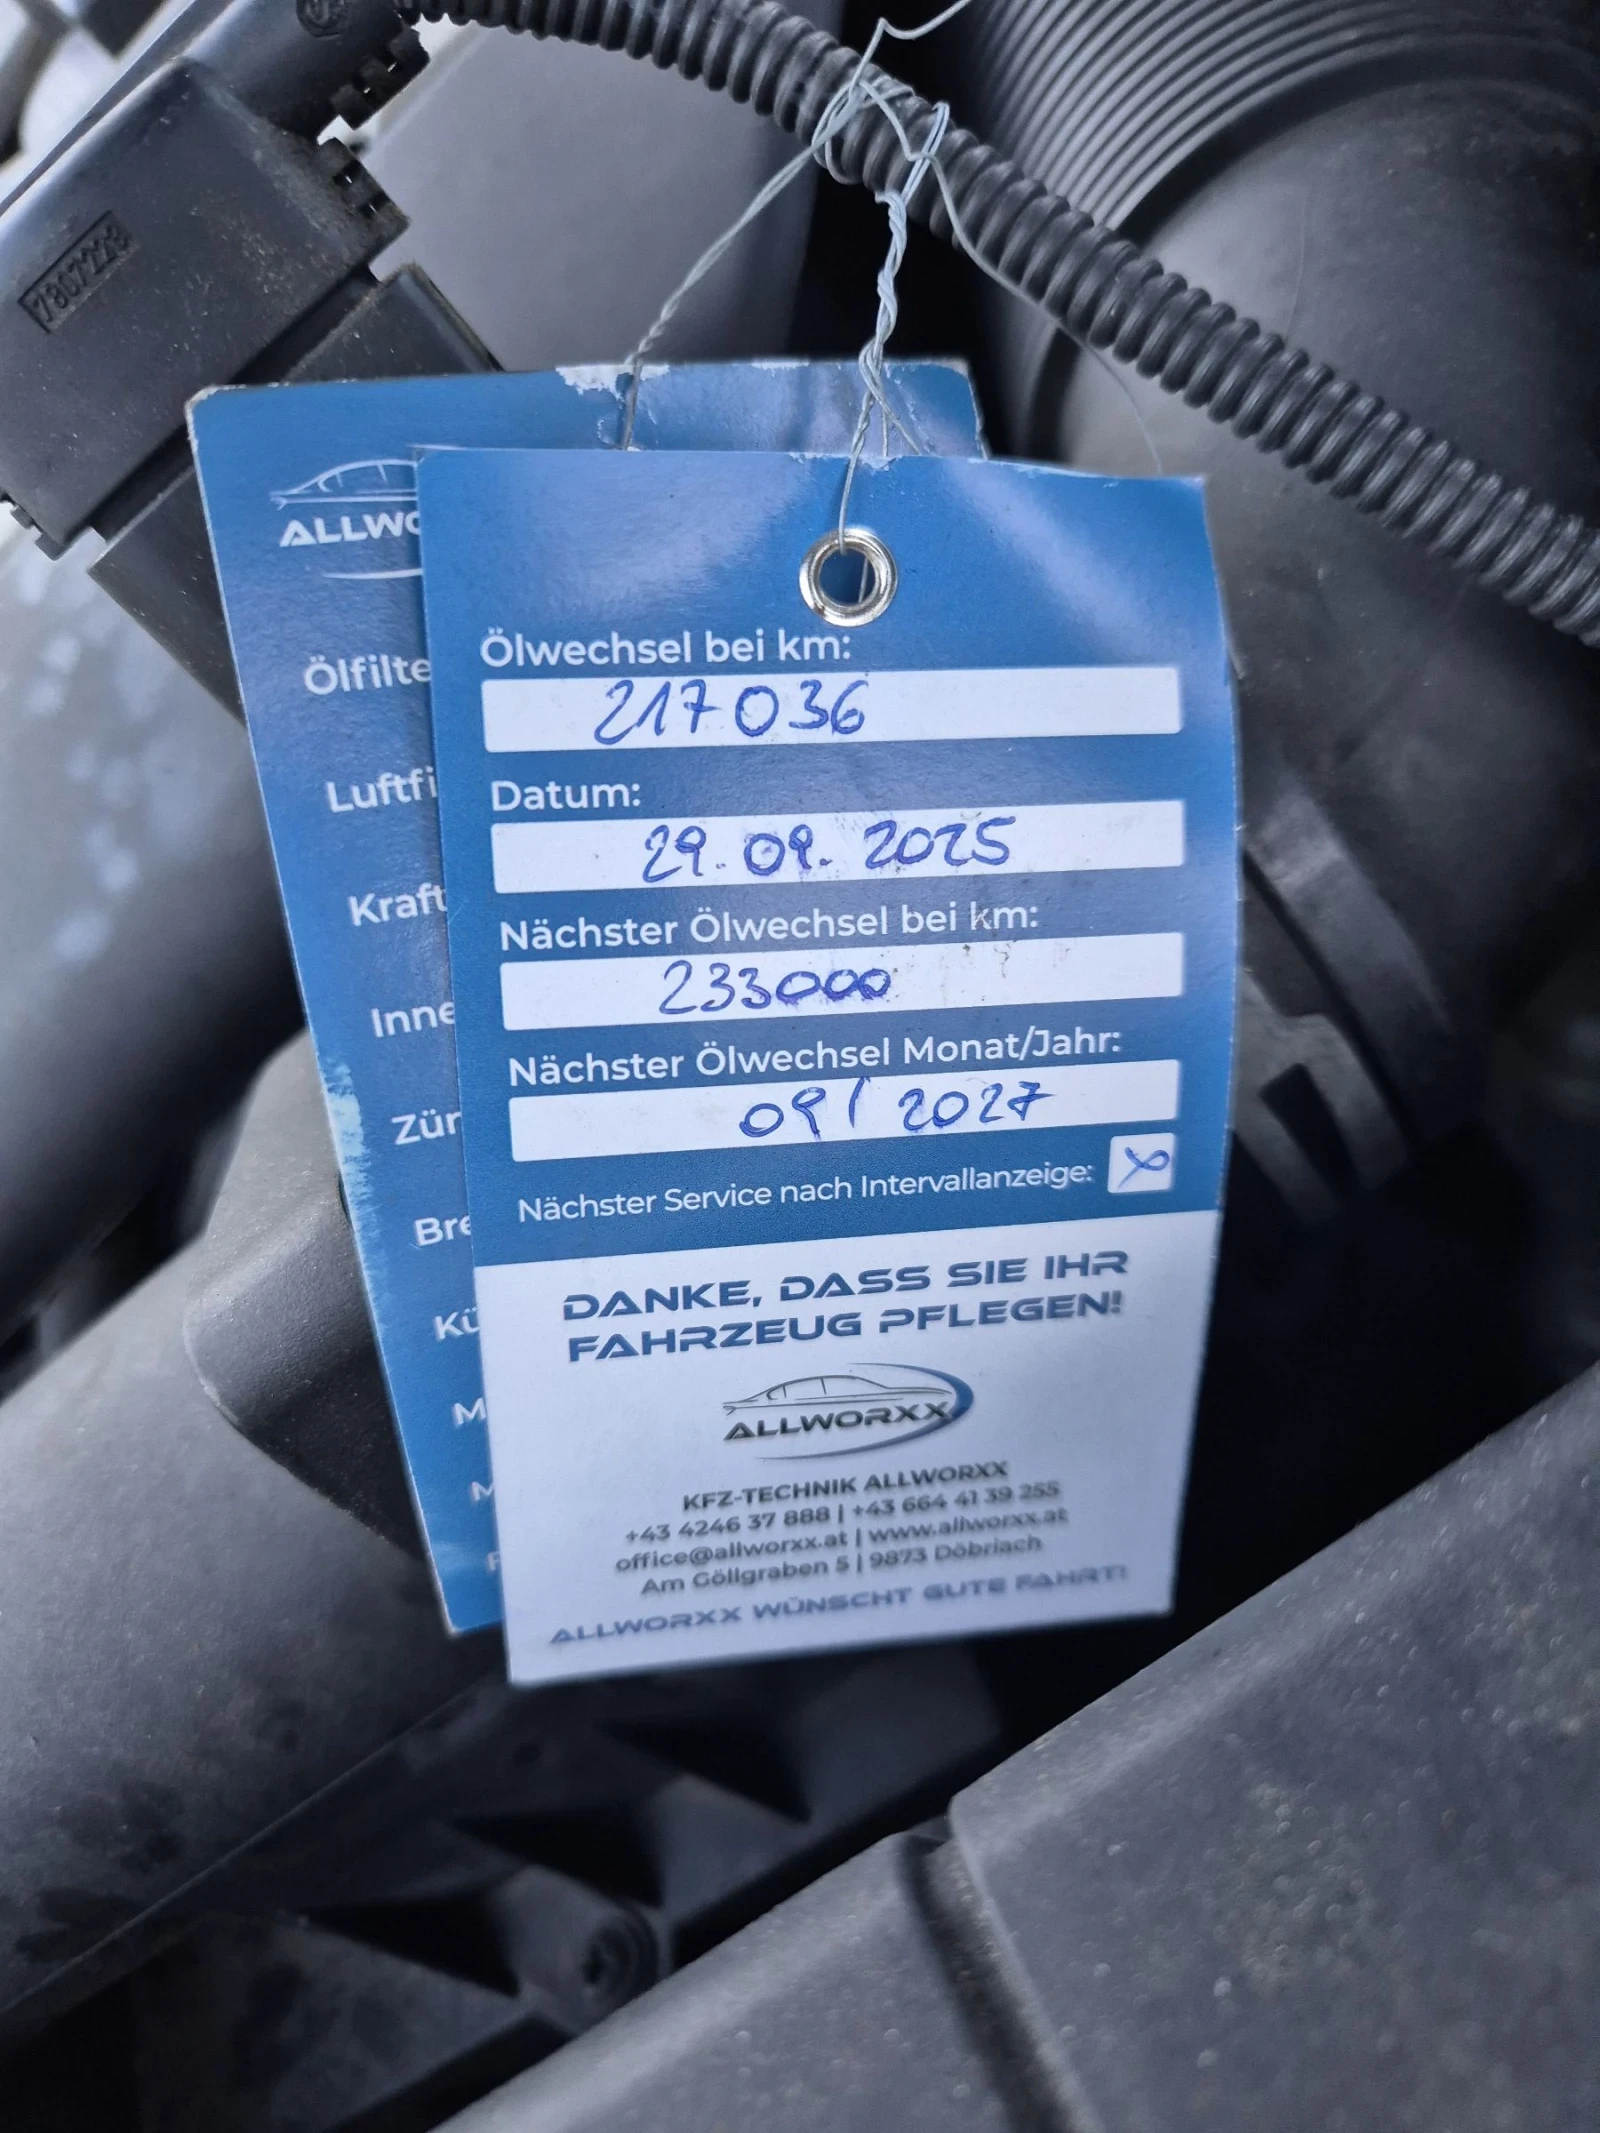 7807228
ALLWO
Ölfilte
Luftfi
Kraft
Inne
Zün
Bre
Kü
M
M
Ölwechsel bei km:
217036
Datum:
29.09.2025
Nächster Ölwechsel bei km:
233000
Nächster Ölwechsel Monat/Jahr:
09/2027
Nächster Service nach Intervallanzeige: X
DANKE, DASS SIE IHR
FAHRZEUG PFLEGEN!
ALLWORXX
KFZ-TECHNIK ALLWORXX
+43 4246 37 888 | +43 664 41 39 255
office@allworxx.at | www.allworxx.at
Am Göllgraben 5 | 9873 Döbriach
ALLWORXX WÜNSCHT GUTE FAHRT!